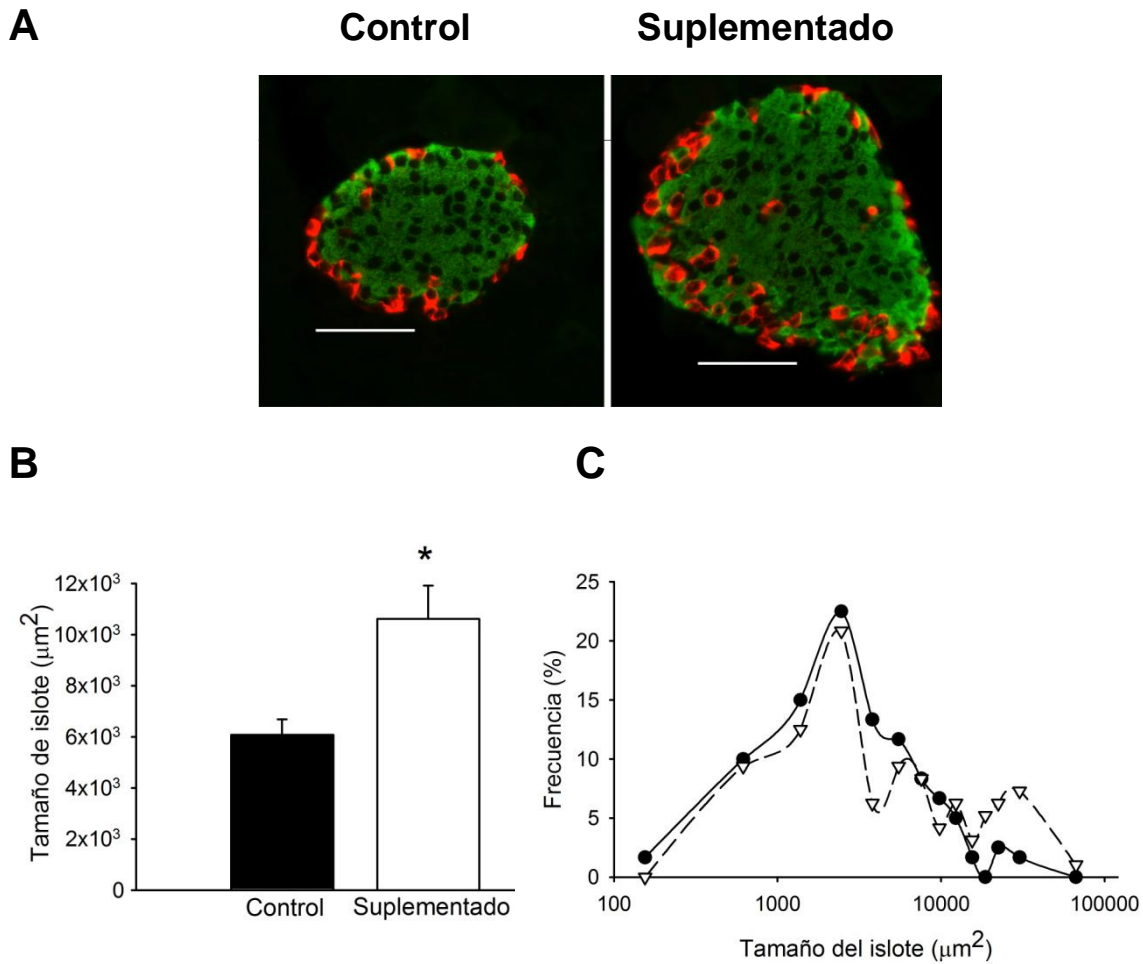 A
Control Suplementado
B
C
*
Tamaño de islote (μm²)
12x10³
10x10³
8x10³
6x10³
4x10³
2x10³
0
Control Suplementado
Frecuencia (%)
25
20
15
10
5
0
100 1000 10000 100000
Tamaño del islote (μm²)